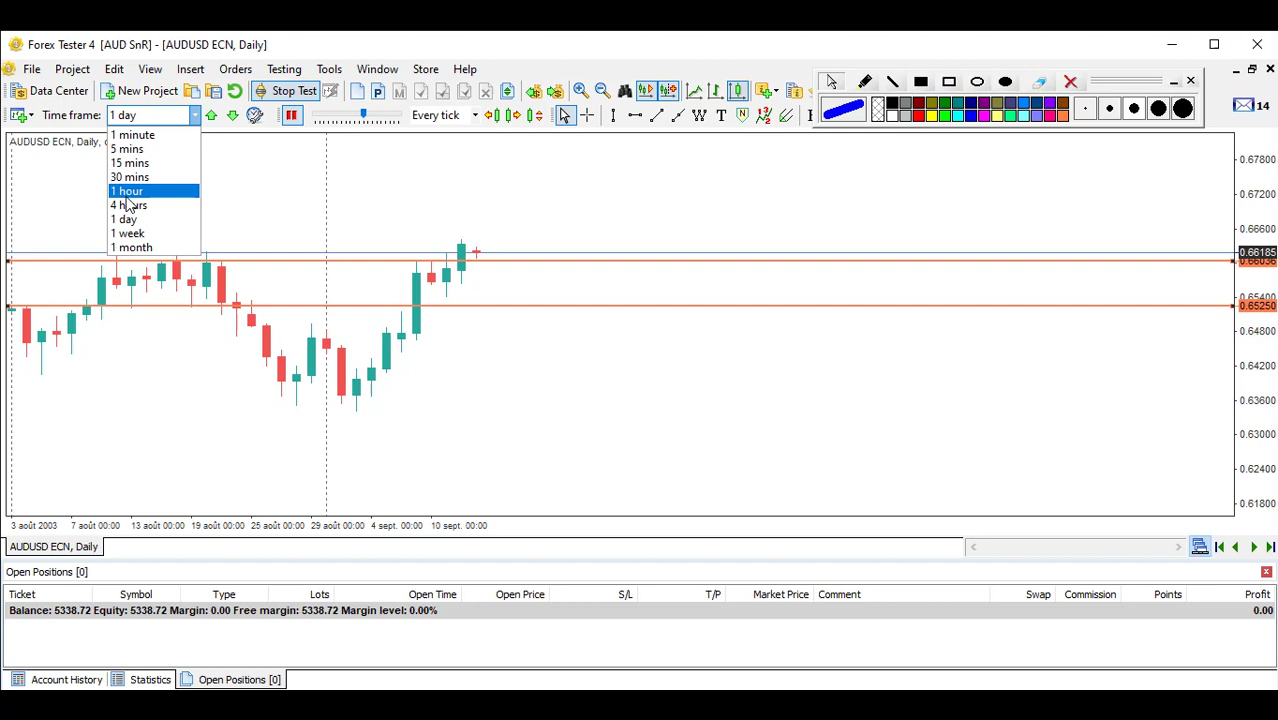 Forex Tester 4 [AUD SnR] - [AUDUSD ECN, Daily]
File Project Edit View Insert Orders Testing Tools Window Store Help
Data Center New Project Stop Test
Time frame: 1 day Every tick 14
1 minute
5 mins
15 mins
30 mins
1 hour
4 hours
1 day
1 week
1 month
AUDUSD ECN, Daily,
0.67800
0.67200
0.66600
0.66185
0.65400
0.65250
0.64800
0.64200
0.63600
0.63000
0.62400
0.61800
3 août 2003 7 août 00:00 13 août 00:00 19 août 00:00 25 août 00:00 29 août 00:00 4 sept. 00:00 10 sept. 00:00
AUDUSD ECN, Daily
Open Positions [0]
Ticket Symbol Type Lots Open Time Open Price S/L T/P Market Price Comment Swap Commission Points Profit
Balance: 5338.72 Equity: 5338.72 Margin: 0.00 Free margin: 5338.72 Margin level: 0.00% 0.00
Account History Statistics Open Positions [0]